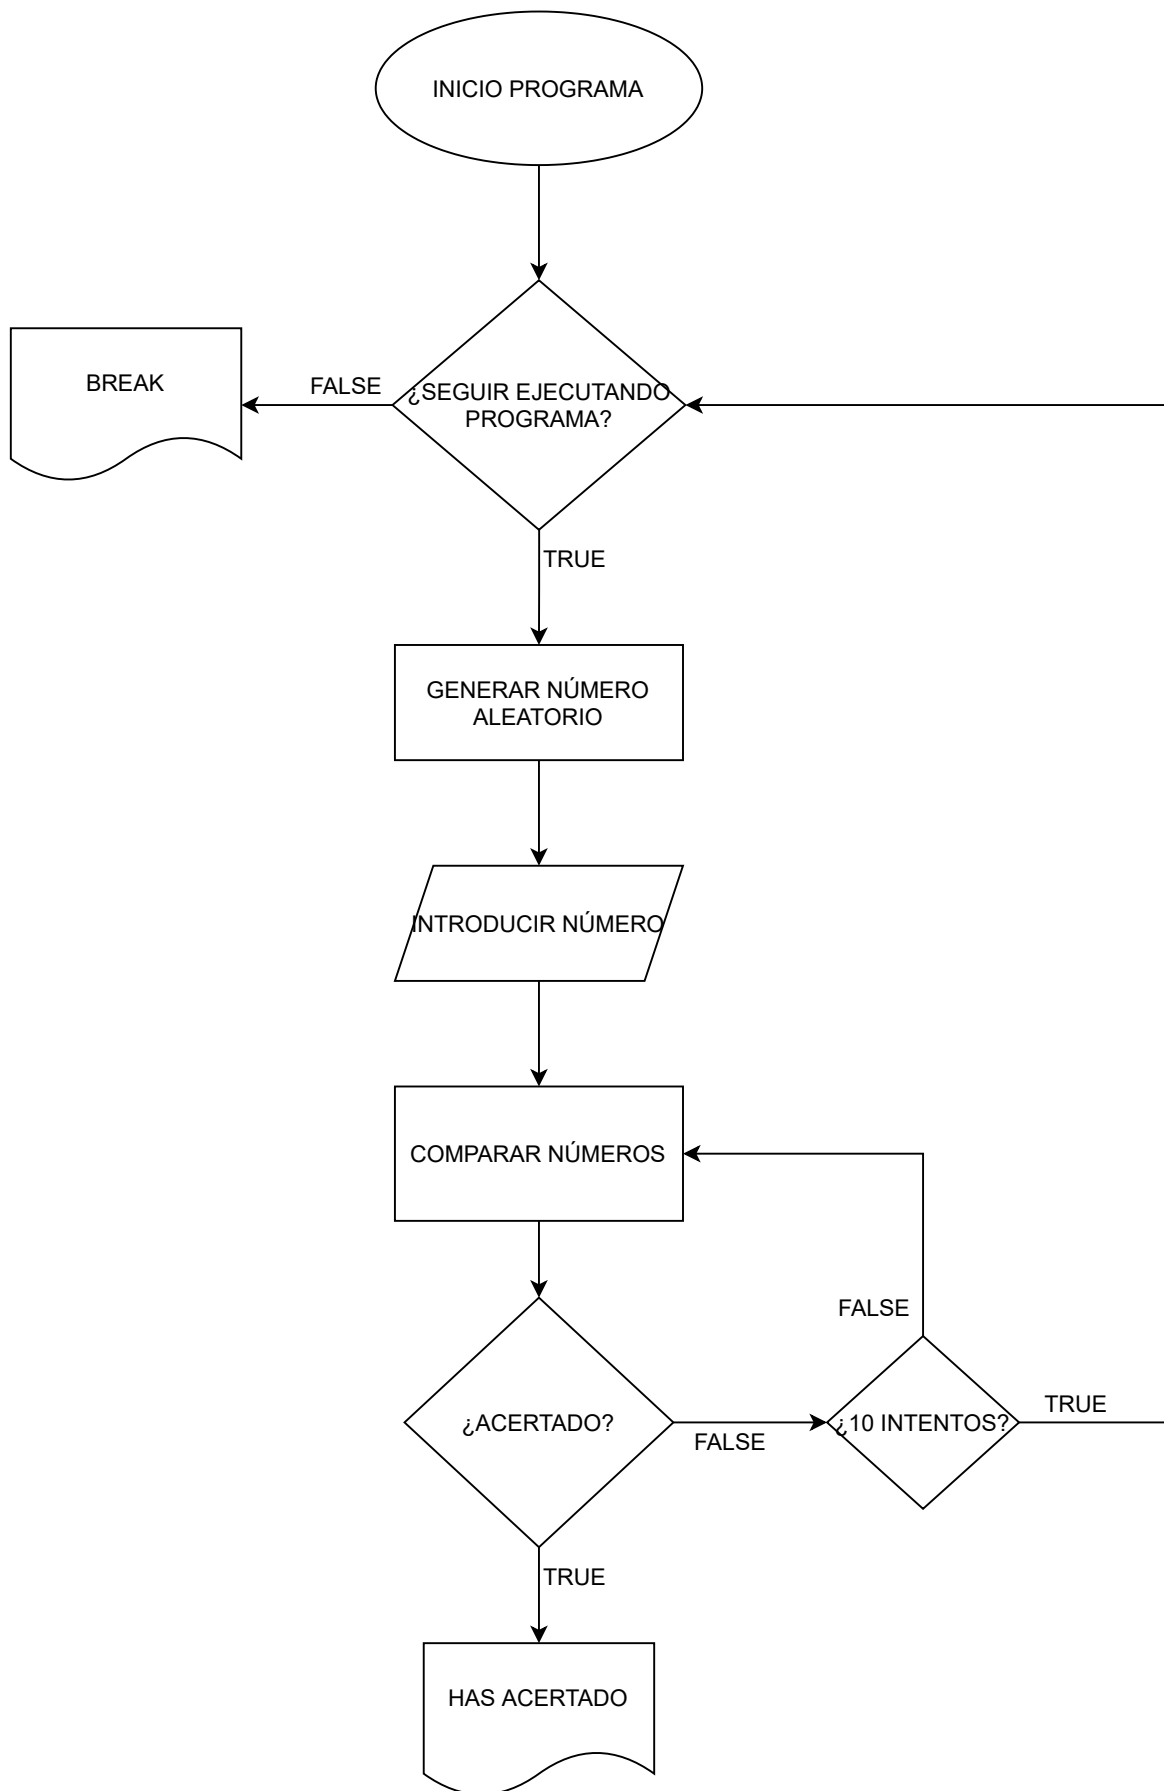 INICIO PROGRAMA
BREAK
FALSE
¿SEGUIR EJECUTANDO
PROGRAMA?
TRUE
GENERAR NÚMERO
ALEATORIO
INTRODUCIR NÚMERO
COMPARAR NÚMEROS
FALSE
¿ACERTADO?
FALSE
¿10 INTENTOS?
TRUE
TRUE
HAS ACERTADO